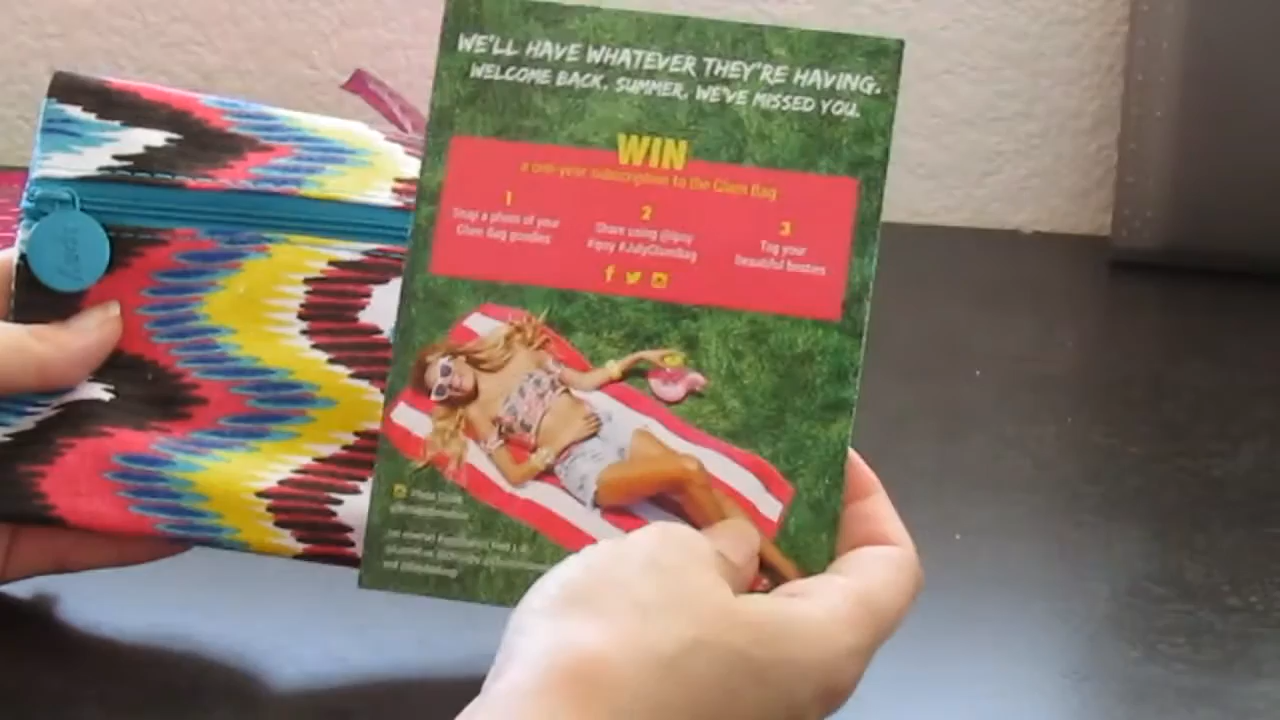 WE'LL HAVE WHATEVER THEY'RE HAVING.
WELCOME BACK, SUMMER, WE'VE MISSED YOU.
WIN
a one-year subscription to the Glam Bag
1
Snap a photo of your
Glam Bag goodies
2
Share using @ipsy
#ipsy #JulyGlamBag
3
Tag your
beautiful besties
ipsy